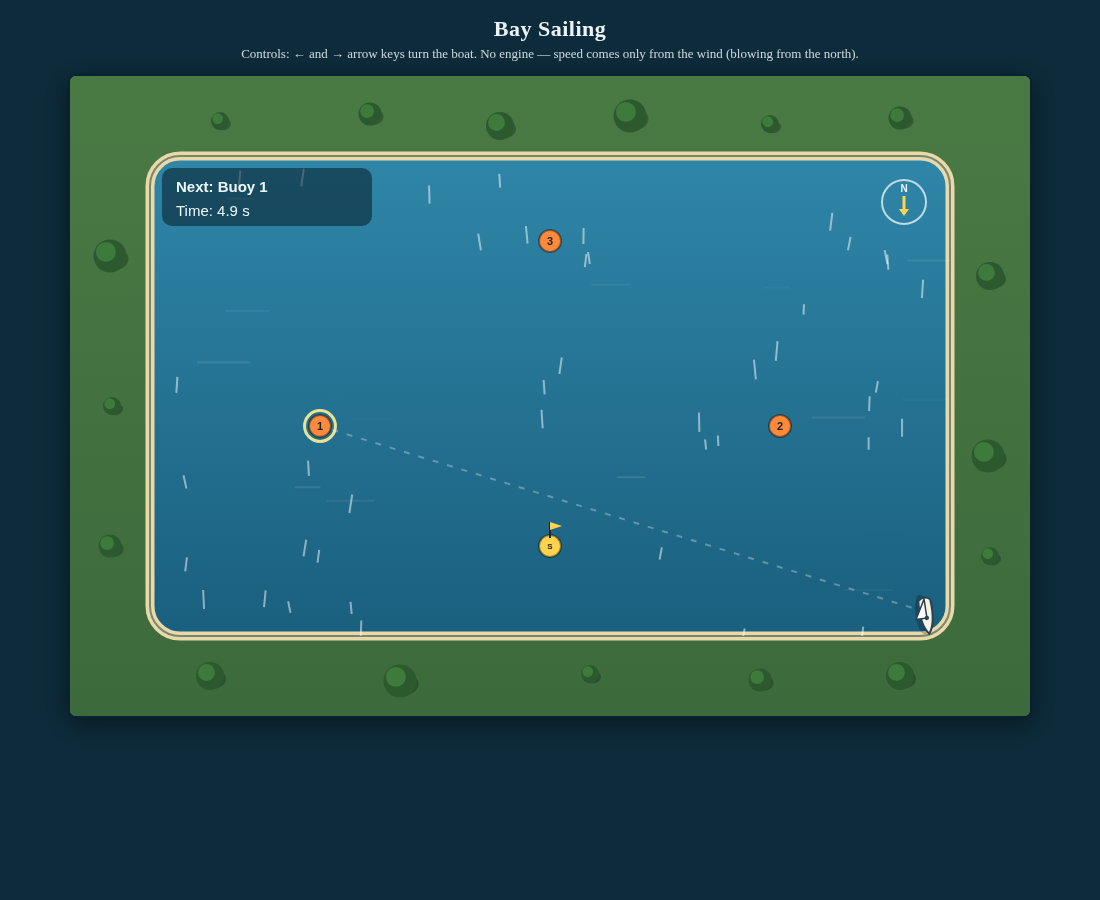 Bay Sailing
Controls: ← and → arrow keys turn the boat. No engine — speed comes only from the wind (blowing from the north).
Next: Buoy 1
Time: 4.9 s
N
3
1
2
S